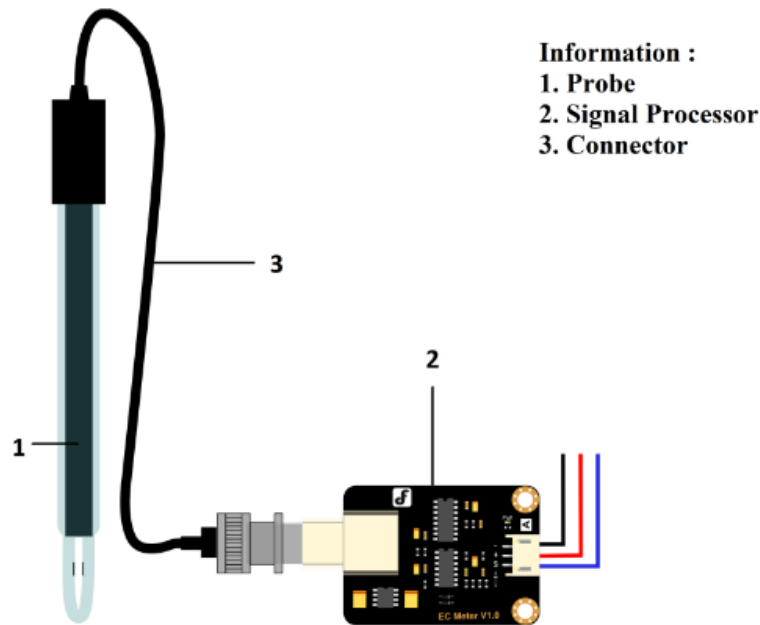 Information :
1. Probe
2. Signal Processor
3. Connector
3
2
1
A
EC Meter V1.0